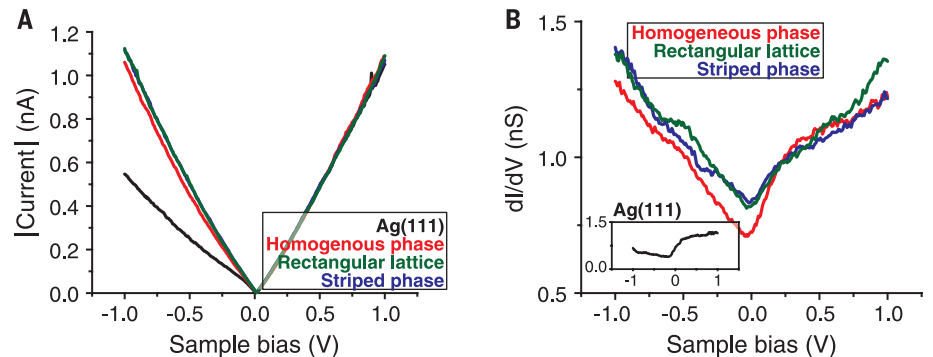 A
1.2
1.0
0.8
0.6
0.4
0.2
0.0
|Current| (nA)
Ag(111)
Homogenous phase
Rectangular lattice
Striped phase
-1.0 -0.5 0.0 0.5 1.0
Sample bias (V)
B
1.5
1.0
0.5
dI/dV (nS)
Homogeneous phase
Rectangular lattice
Striped phase
Ag(111)
1.5
0.0
-1 0 1
-1.0 -0.5 0.0 0.5 1.0
Sample bias (V)